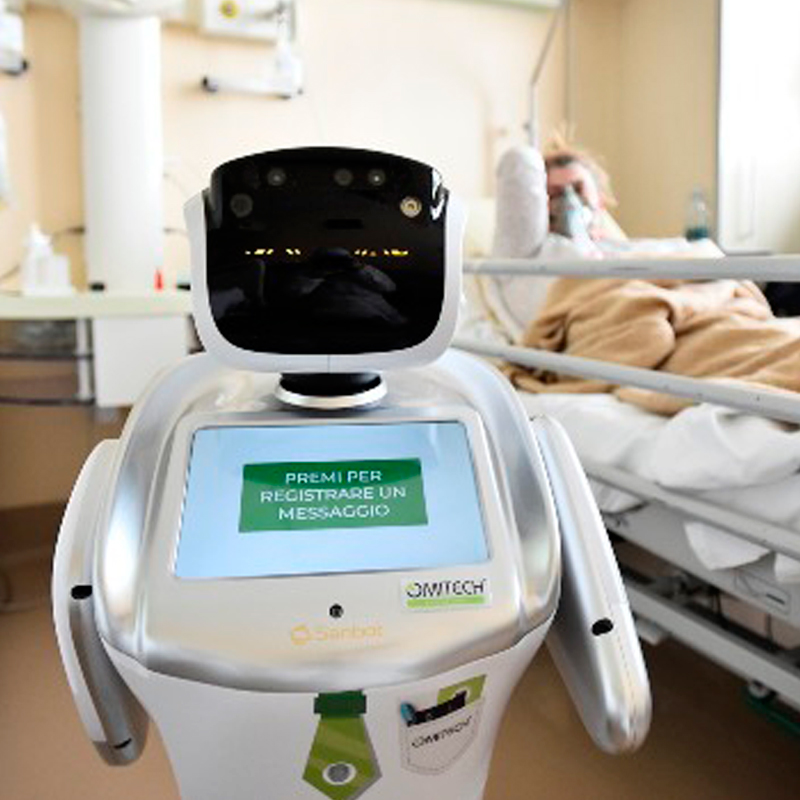 PREMI PER
REGISTRARE UN
MESSAGGIO
OMITECH
Sanbot
OMITECH